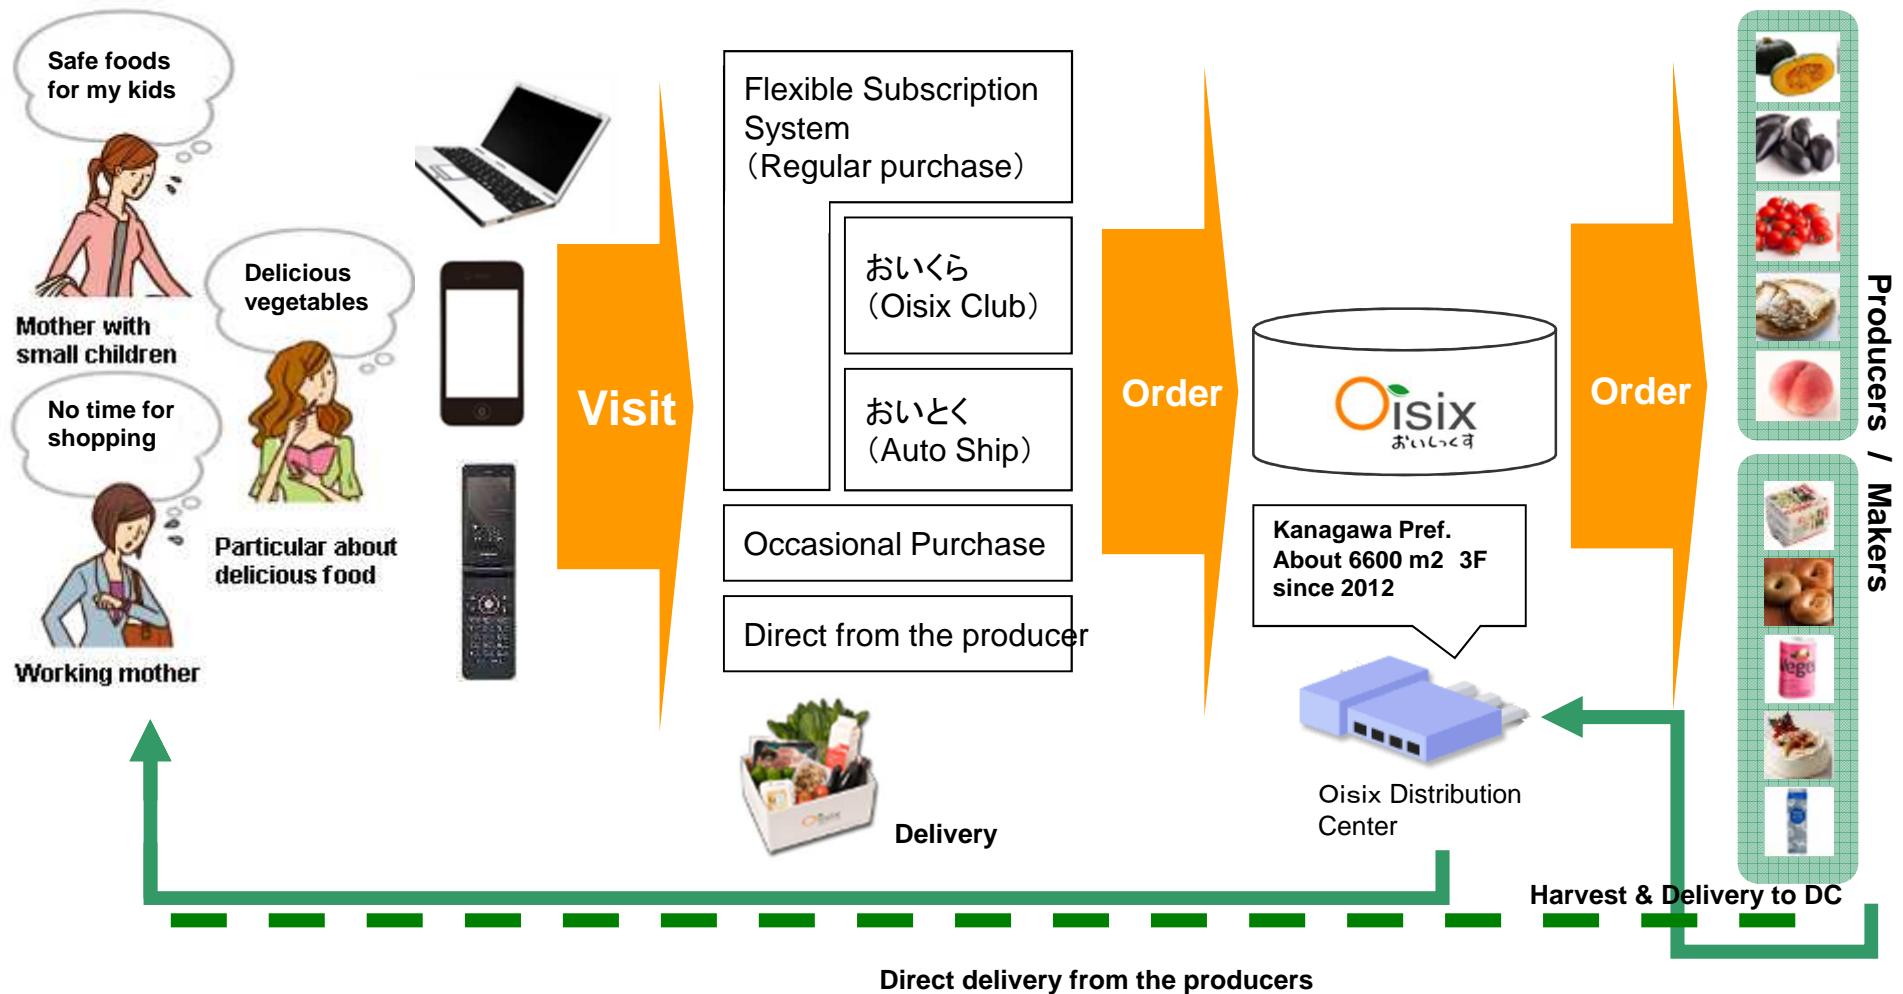 Safe foods
for my kids
Mother with
small children
Delicious
vegetables
Particular about
delicious food
No time for
shopping
Working mother
Visit
Flexible Subscription
System
（Regular purchase）
おいくら
（Oisix Club）
おいとく
（Auto Ship）
Occasional Purchase
Direct from the producer
Order
Oisix
おいしっくす
Kanagawa Pref.
About 6600 m2 3F
since 2012
Oisix Distribution
Center
Order
Producers / Makers
Vege
Oisix
Delivery
Harvest & Delivery to DC
Direct delivery from the producers